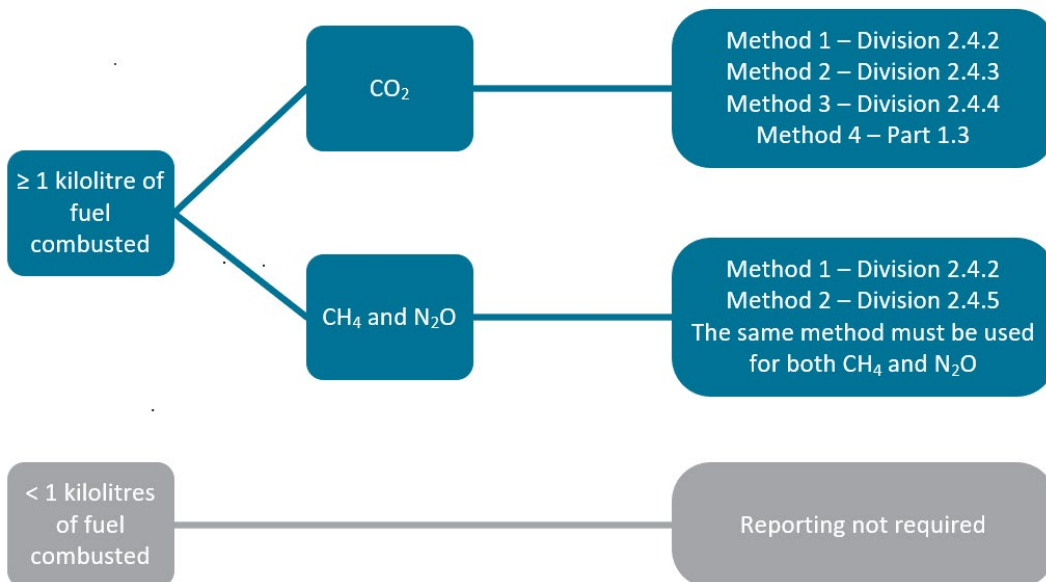 ≥ 1 kilolitre of
fuel
combusted
CO₂
Method 1 – Division 2.4.2
Method 2 – Division 2.4.3
Method 3 – Division 2.4.4
Method 4 – Part 1.3
CH₄ and N₂O
Method 1 – Division 2.4.2
Method 2 – Division 2.4.5
The same method must be used
for both CH₄ and N₂O
< 1 kilolitres
of fuel
combusted
Reporting not required